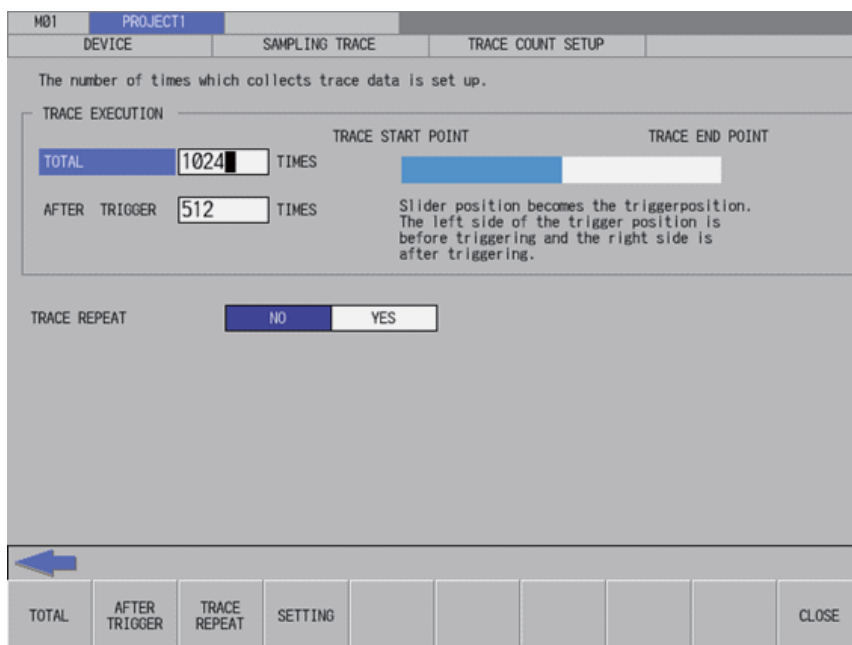 MØ1 PROJECT1
DEVICE SAMPLING TRACE TRACE COUNT SETUP
The number of times which collects trace data is set up.
TRACE EXECUTION
TRACE START POINT TRACE END POINT
TOTAL 1024 TIMES
AFTER TRIGGER 512 TIMES
Slider position becomes the triggerposition.
The left side of the trigger position is
before triggering and the right side is
after triggering.
TRACE REPEAT NO YES
TOTAL
AFTER
TRIGGER
TRACE
REPEAT
SETTING
CLOSE